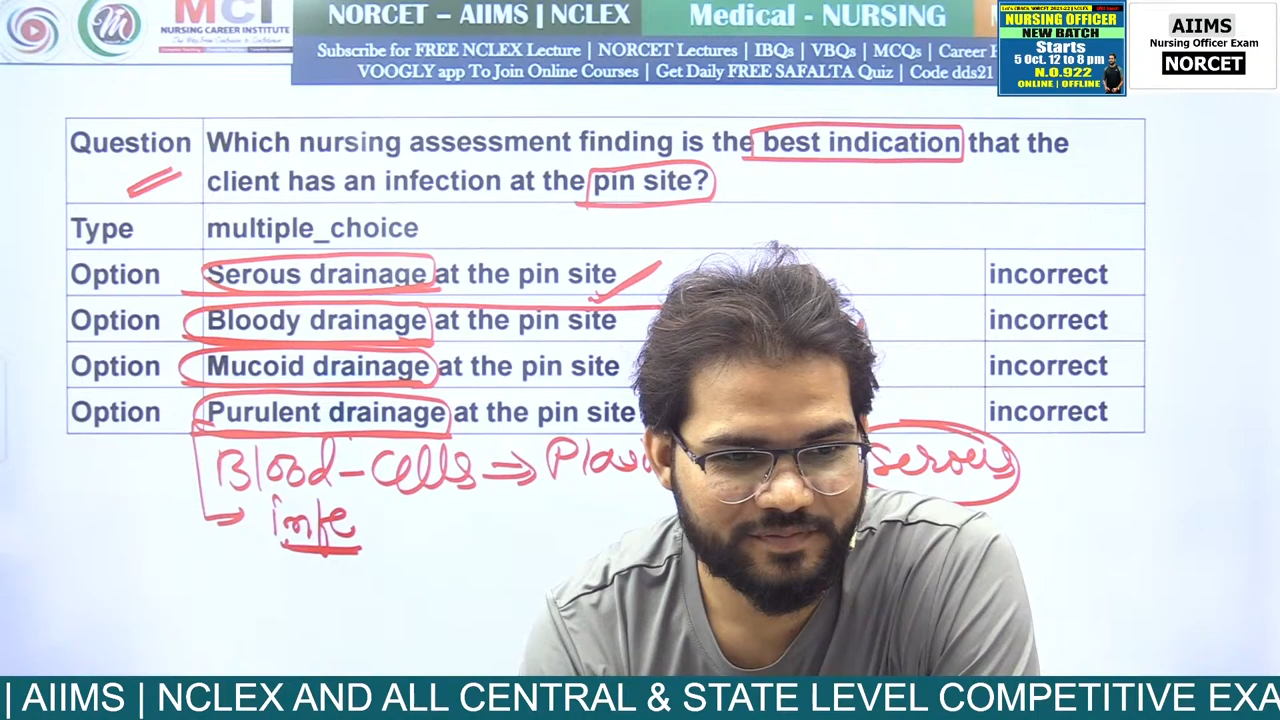 MCI
NURSING CAREER INSTITUTE
NORCET – AIIMS | NCLEX
Medical - NURSING
Subscribe for FREE NCLEX Lecture | NORCET Lectures | IBQs | VBQs | MCQs | Career
VOOGLY app To Join Online Courses | Get Daily FREE SAFALTA Quiz | Code dds21
NURSING OFFICER
NEW BATCH
Starts
5 Oct. 12 to 8 pm
N.O.922
ONLINE | OFFLINE
AIIMS
Nursing Officer Exam
NORCET
Question Which nursing assessment finding is the best indication that the
client has an infection at the pin site?
Type multiple_choice
Option Serous drainage at the pin site incorrect
Option Bloody drainage at the pin site incorrect
Option Mucoid drainage at the pin site incorrect
Option Purulent drainage at the pin site incorrect
Blood-cells → serous
infe
| AIIMS | NCLEX AND ALL CENTRAL & STATE LEVEL COMPETITIVE EXA